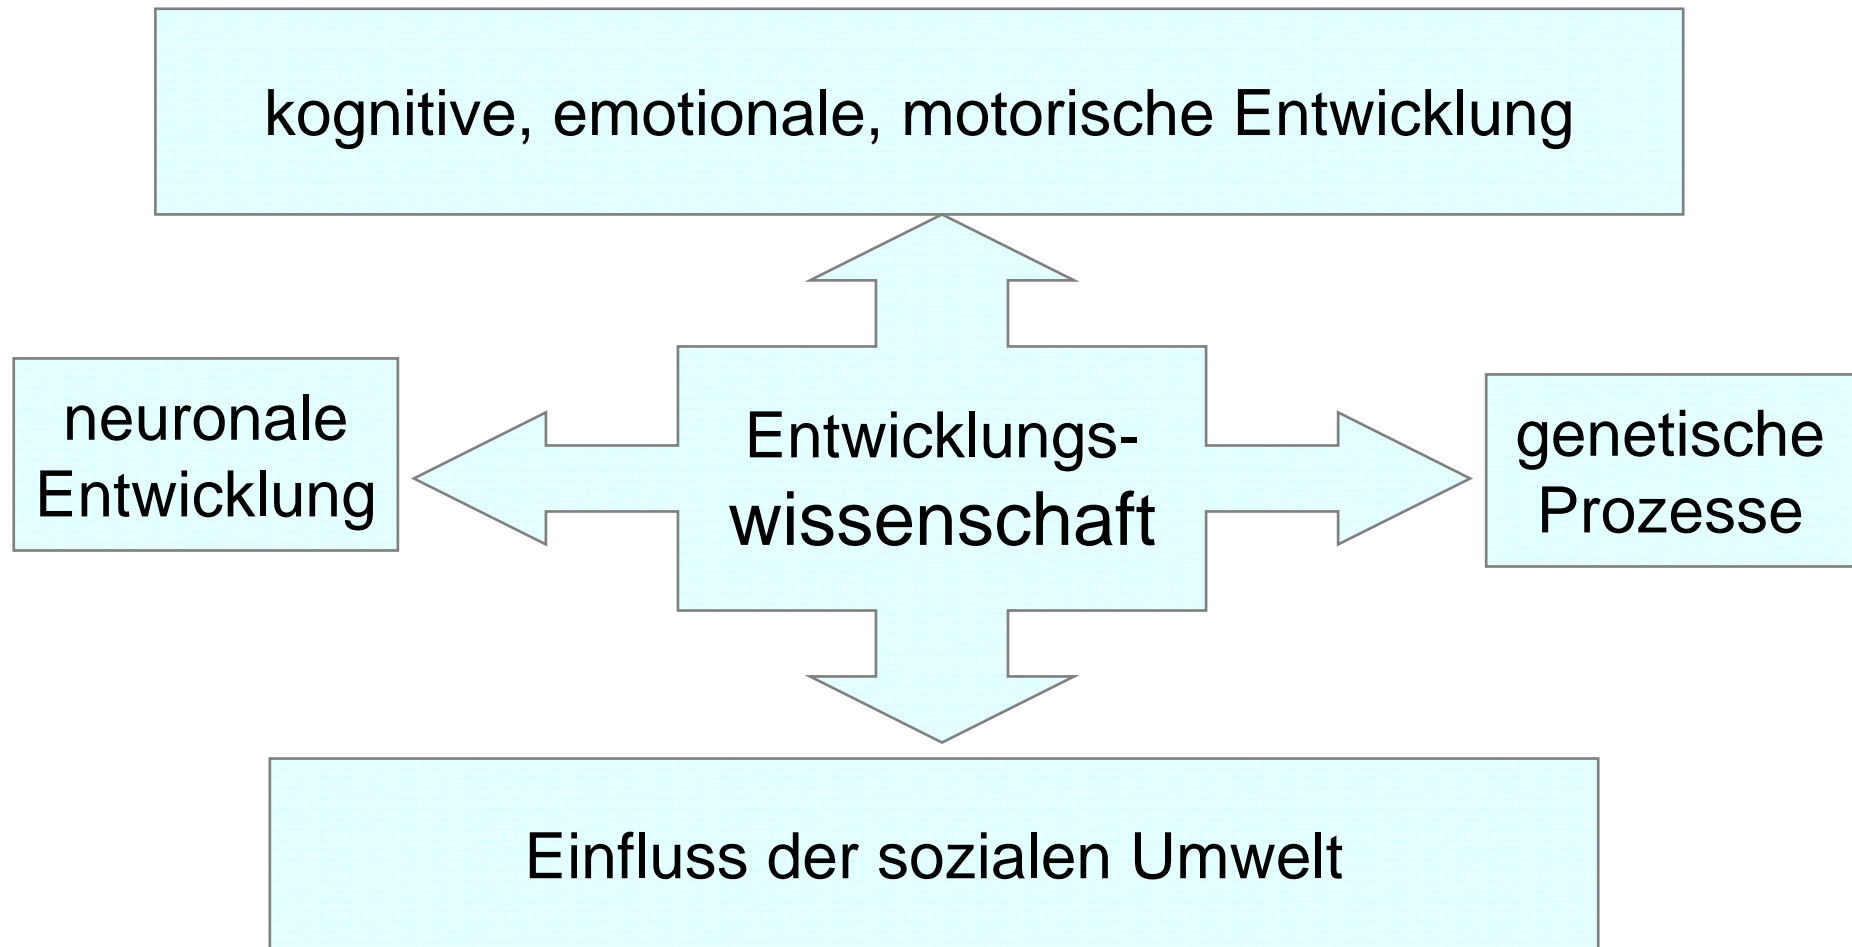 kognitive, emotionale, motorische Entwicklung
neuronale
Entwicklung
Entwicklungs-
wissenschaft
genetische
Prozesse
Einfluss der sozialen Umwelt